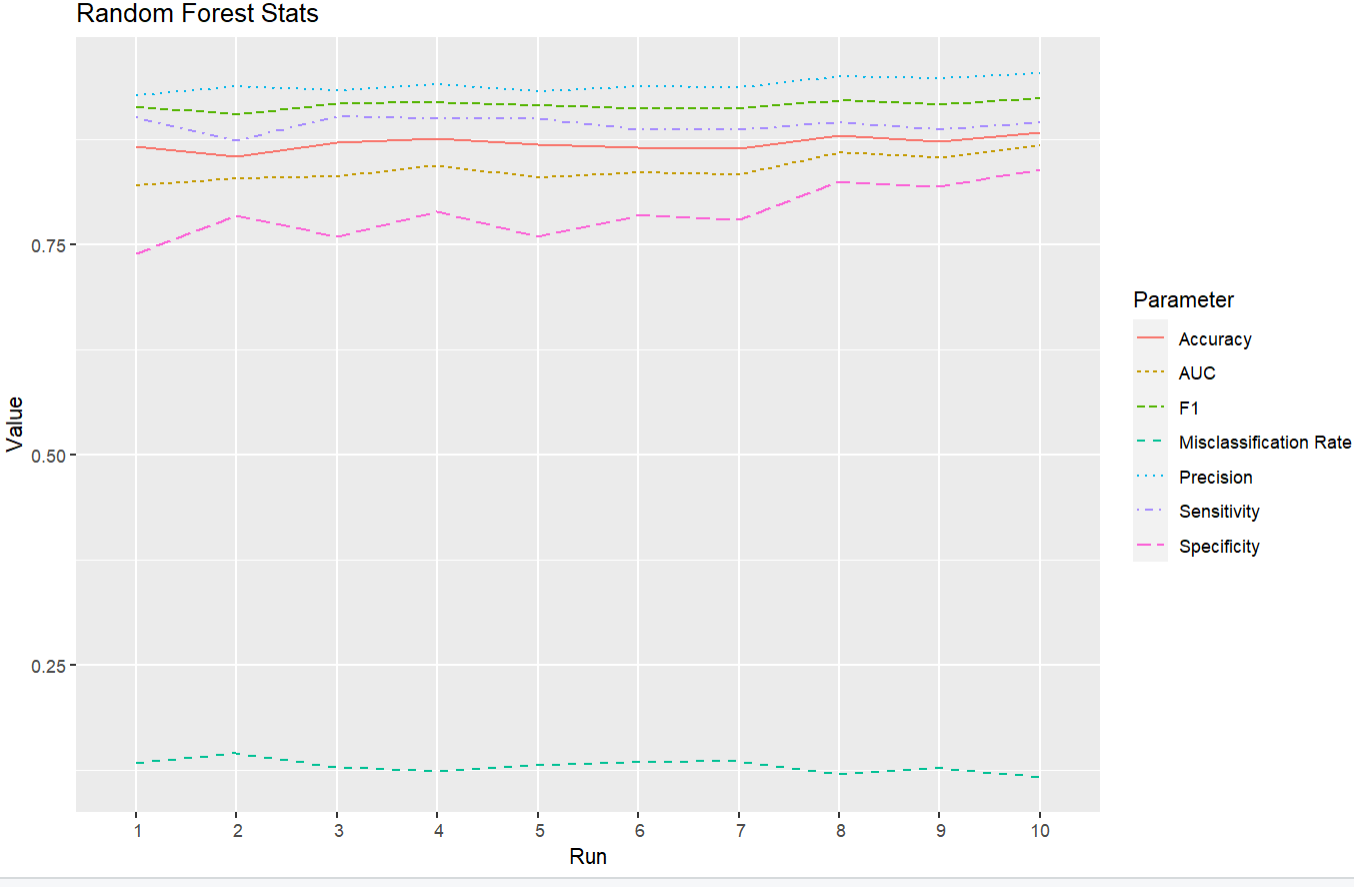 Random Forest Stats
Value
0.75
0.50
0.25
1 2 3 4 5 6 7 8 9 10
Run
Parameter
Accuracy
AUC
F1
Misclassification Rate
Precision
Sensitivity
Specificity